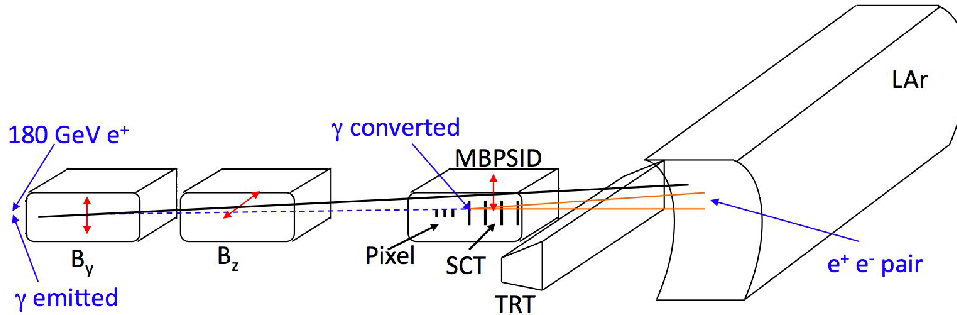 LAr
180 GeV e⁺
γ converted
MBPSID
B_y
B_z
Pixel
SCT
TRT
γ emitted
e⁺ e⁻ pair